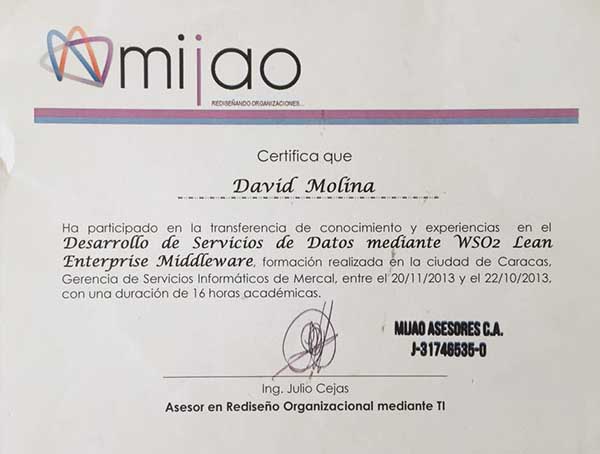 mijao
REDISEÑANDO ORGANIZACIONES...
Certifica que
David Molina
Ha participado en la transferencia de conocimiento y experiencias en el
Desarrollo de Servicios de Datos mediante WSO2 Lean
Enterprise Middleware, formación realizada en la ciudad de Caracas,
Gerencia de Servicios Informáticos de Mercal, entre el 20/11/2013 y el 22/10/2013,
con una duración de 16 horas académicas.
MIJAO ASESORES C.A.
J-31746535-0
Ing. Julio Cejas
Asesor en Rediseño Organizacional mediante TI